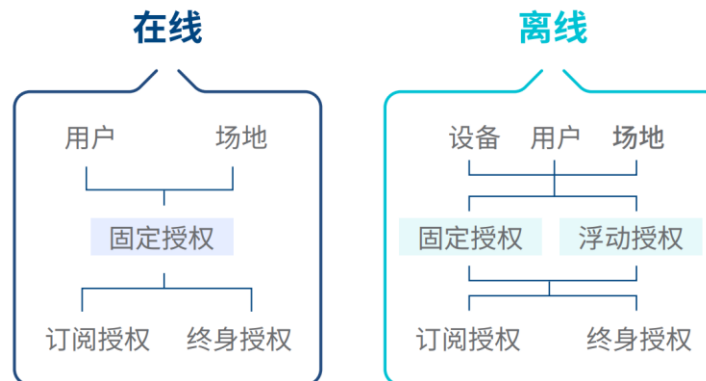 在线
离线
用户 场地
设备 用户 场地
固定授权
固定授权 浮动授权
订阅授权 终身授权
订阅授权 终身授权